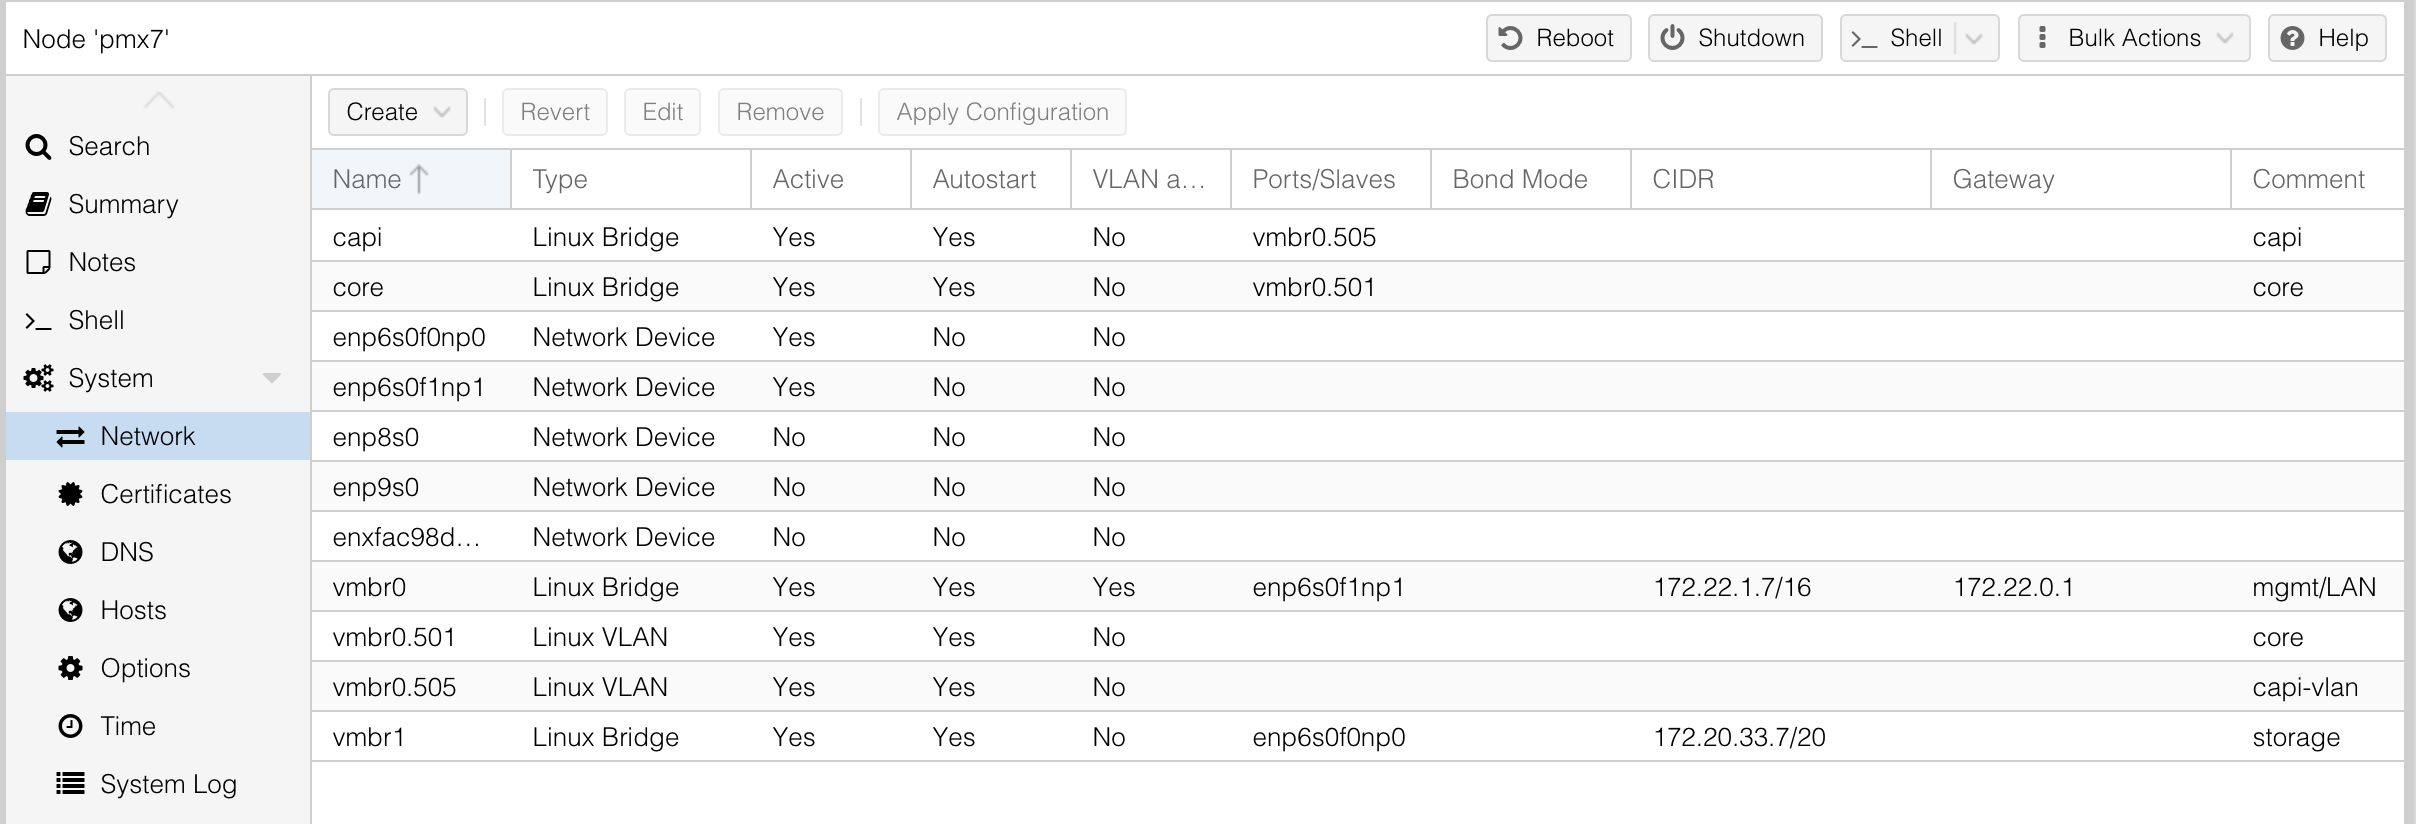 Node 'pmx7'
Reboot
Shutdown
Shell
Bulk Actions
Help
Search
Summary
Notes
Shell
System
Network
Certificates
DNS
Hosts
Options
Time
System Log
Create Revert Edit Remove Apply Configuration
Name Type Active Autostart VLAN a... Ports/Slaves Bond Mode CIDR Gateway Comment
capi Linux Bridge Yes Yes No vmbr0.505 capi
core Linux Bridge Yes Yes No vmbr0.501 core
enp6s0f0np0 Network Device Yes No No
enp6s0f1np1 Network Device Yes No No
enp8s0 Network Device No No No
enp9s0 Network Device No No No
enxfac98d... Network Device No No No
vmbr0 Linux Bridge Yes Yes Yes enp6s0f1np1 172.22.1.7/16 172.22.0.1 mgmt/LAN
vmbr0.501 Linux VLAN Yes Yes No core
vmbr0.505 Linux VLAN Yes Yes No capi-vlan
vmbr1 Linux Bridge Yes Yes No enp6s0f0np0 172.20.33.7/20 storage